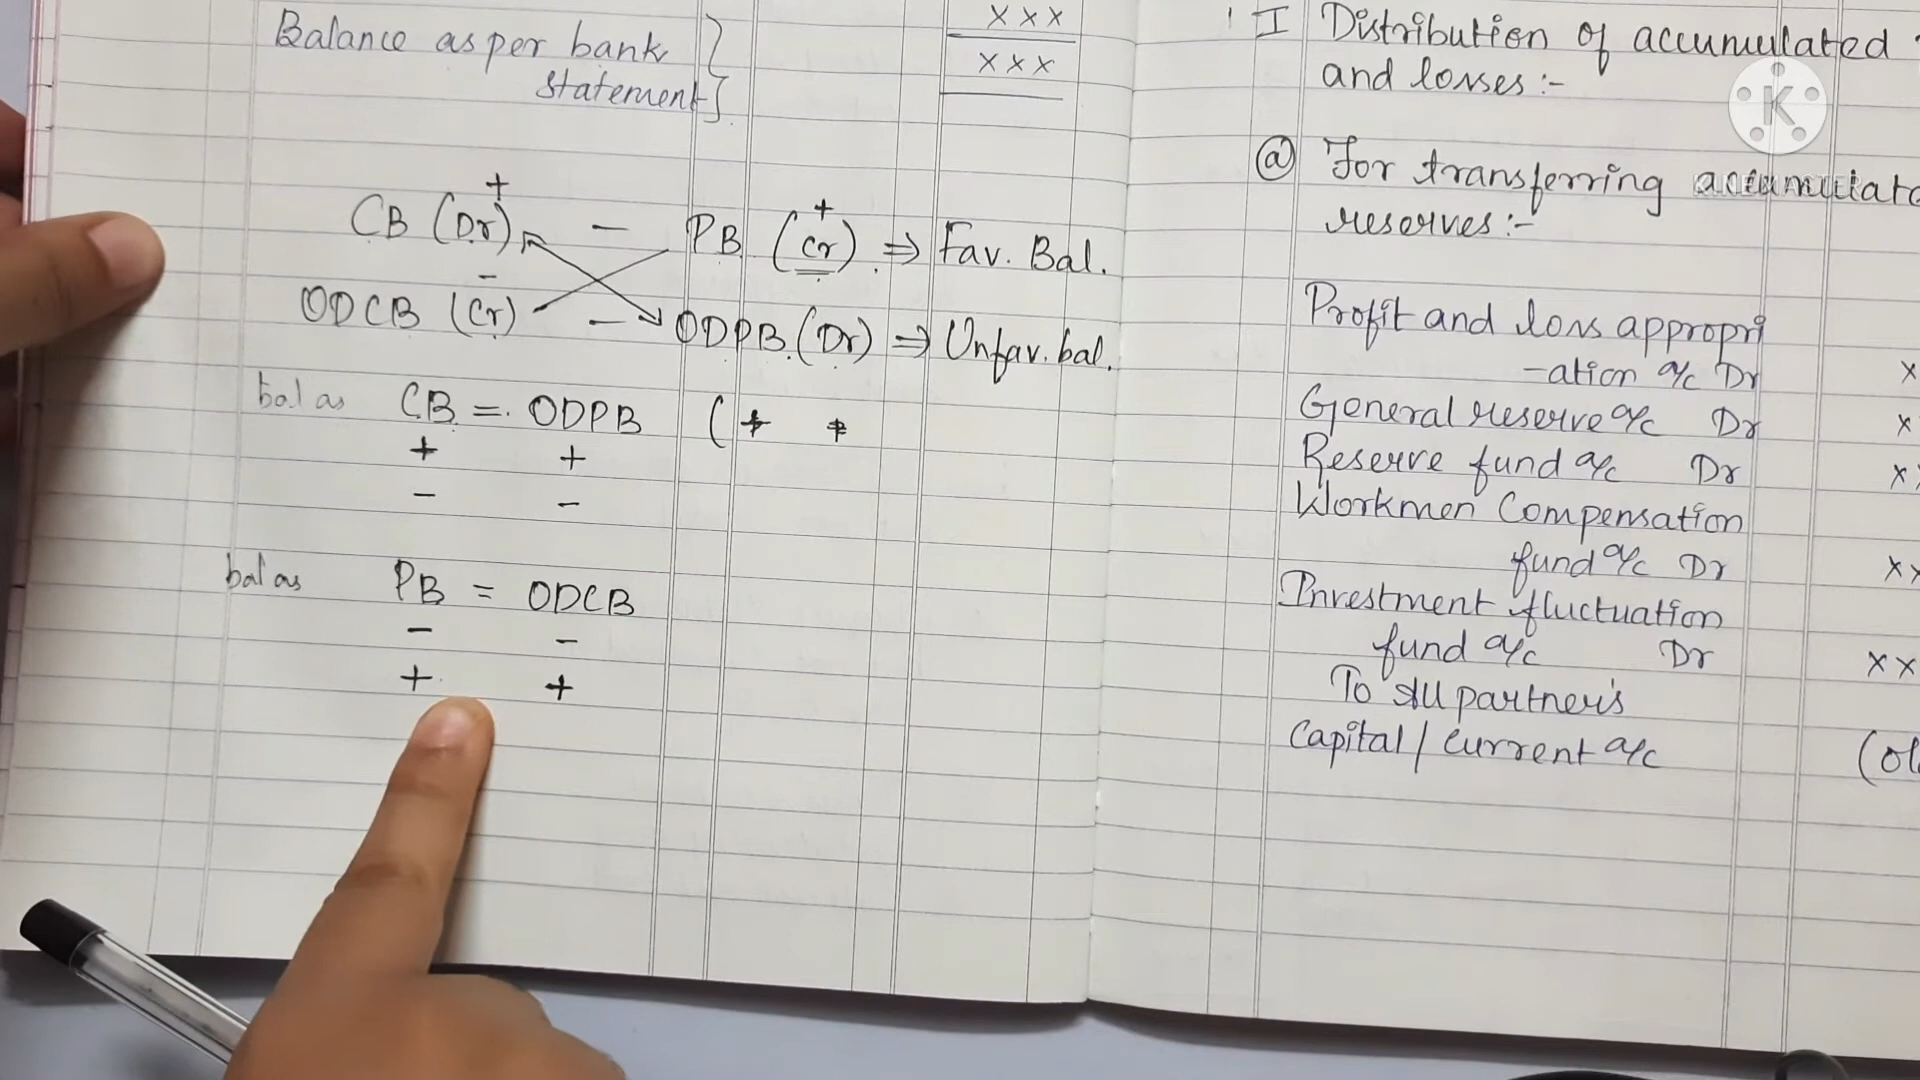 Balance as per bank
statement
x x x
x x x
CB (Dr) + — PB (Cr) + ⇒ Fav. Bal.
ODCB (Cr) - — ODPB. (Dr) ⇒ Unfav. bal.
bal as CB = ODPB ( + +
+ +
- -
bal as PB = ODCB
- -
+ +
I Distribution of accumulated
and losses :-
ⓐ For transferring
reserves :-
Profit and loss appropri
-ation a/c Dr x
General reserve a/c Dr x
Reserve fund a/c Dr x
Workmen Compensation
fund a/c Dr xx
Investment fluctuation
fund a/c Dr xx
To all partner's
Capital / current a/c (ol
K